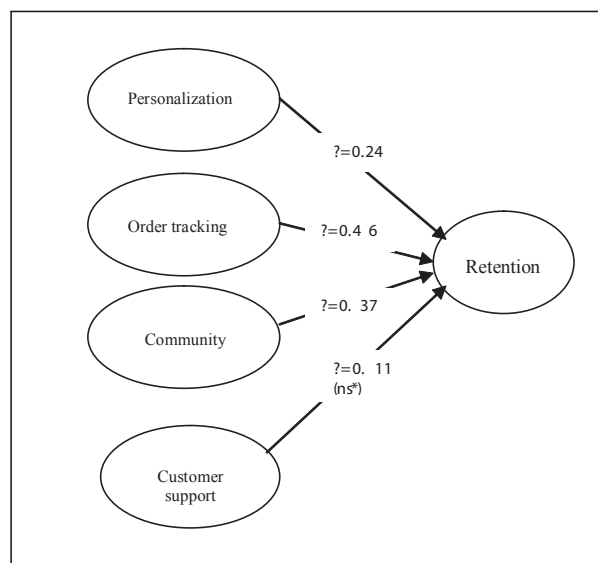 Personalization
?=0.24
Order tracking
?=0.4 6
Retention
?=0. 37
Community
?=0. 11
(ns*)
Customer
support